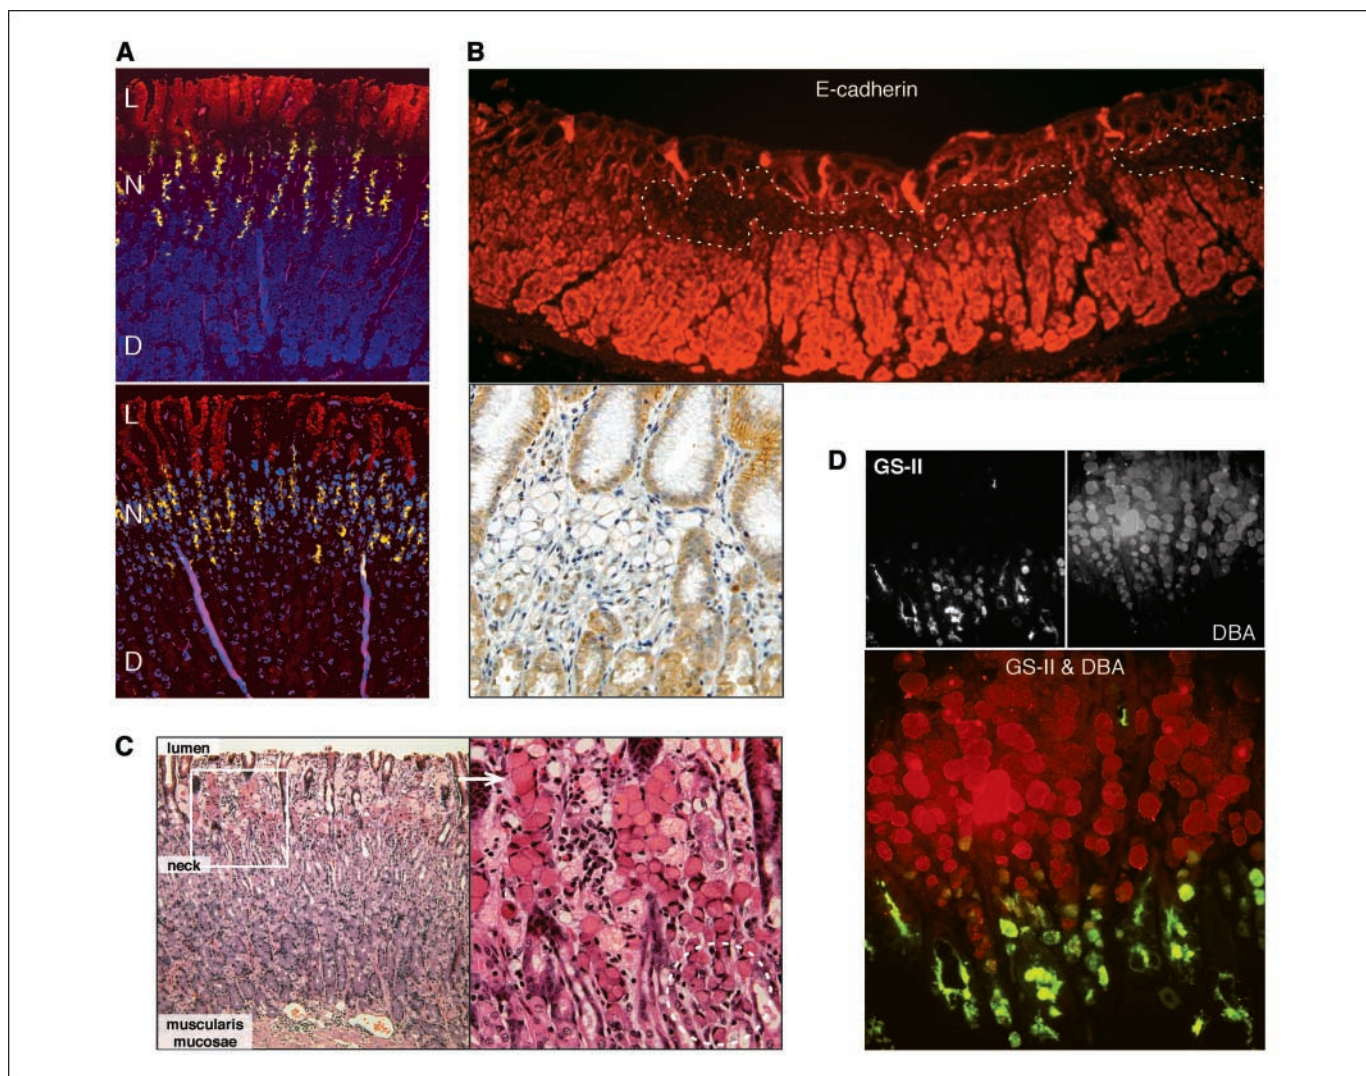 A
L
N
D
L
N
D
B
E-cadherin
C
lumen
neck
muscularis
mucosae
D
GS-II
DBA
GS-II & DBA